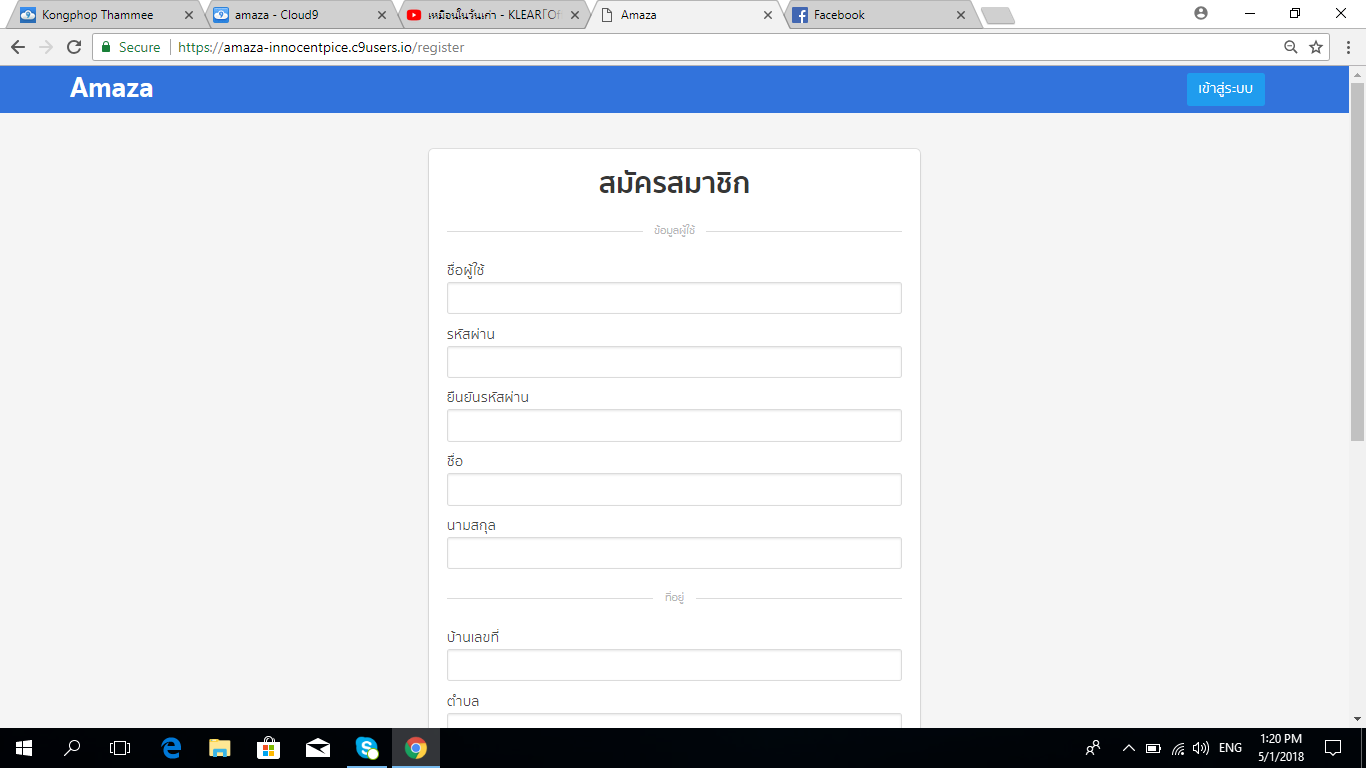 Kongphop Thammee
amaza - Cloud9
เหมือนในวันเก่า - KLEAR
Amaza
Facebook
Secure
https://amaza-innocentpice.c9users.io/register
Amaza
เข้าสู่ระบบ
สมัครสมาชิก
ข้อมูลผู้ใช้
ชื่อผู้ใช้
รหัสผ่าน
ยืนยันรหัสผ่าน
ชื่อ
นามสกุล
ที่อยู่
บ้านเลขที่
ตำบล
ENG
1:20 PM
5/1/2018